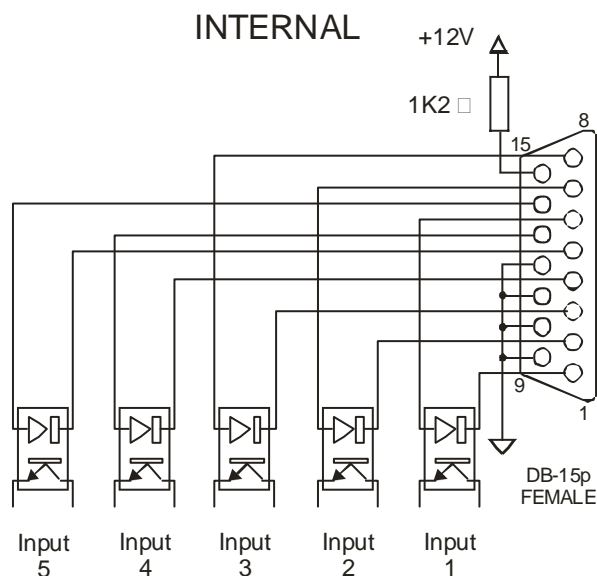 INTERNAL
+12V
1K2 □
8
15
9
1
DB-15p
FEMALE
Input
5
Input
4
Input
3
Input
2
Input
1